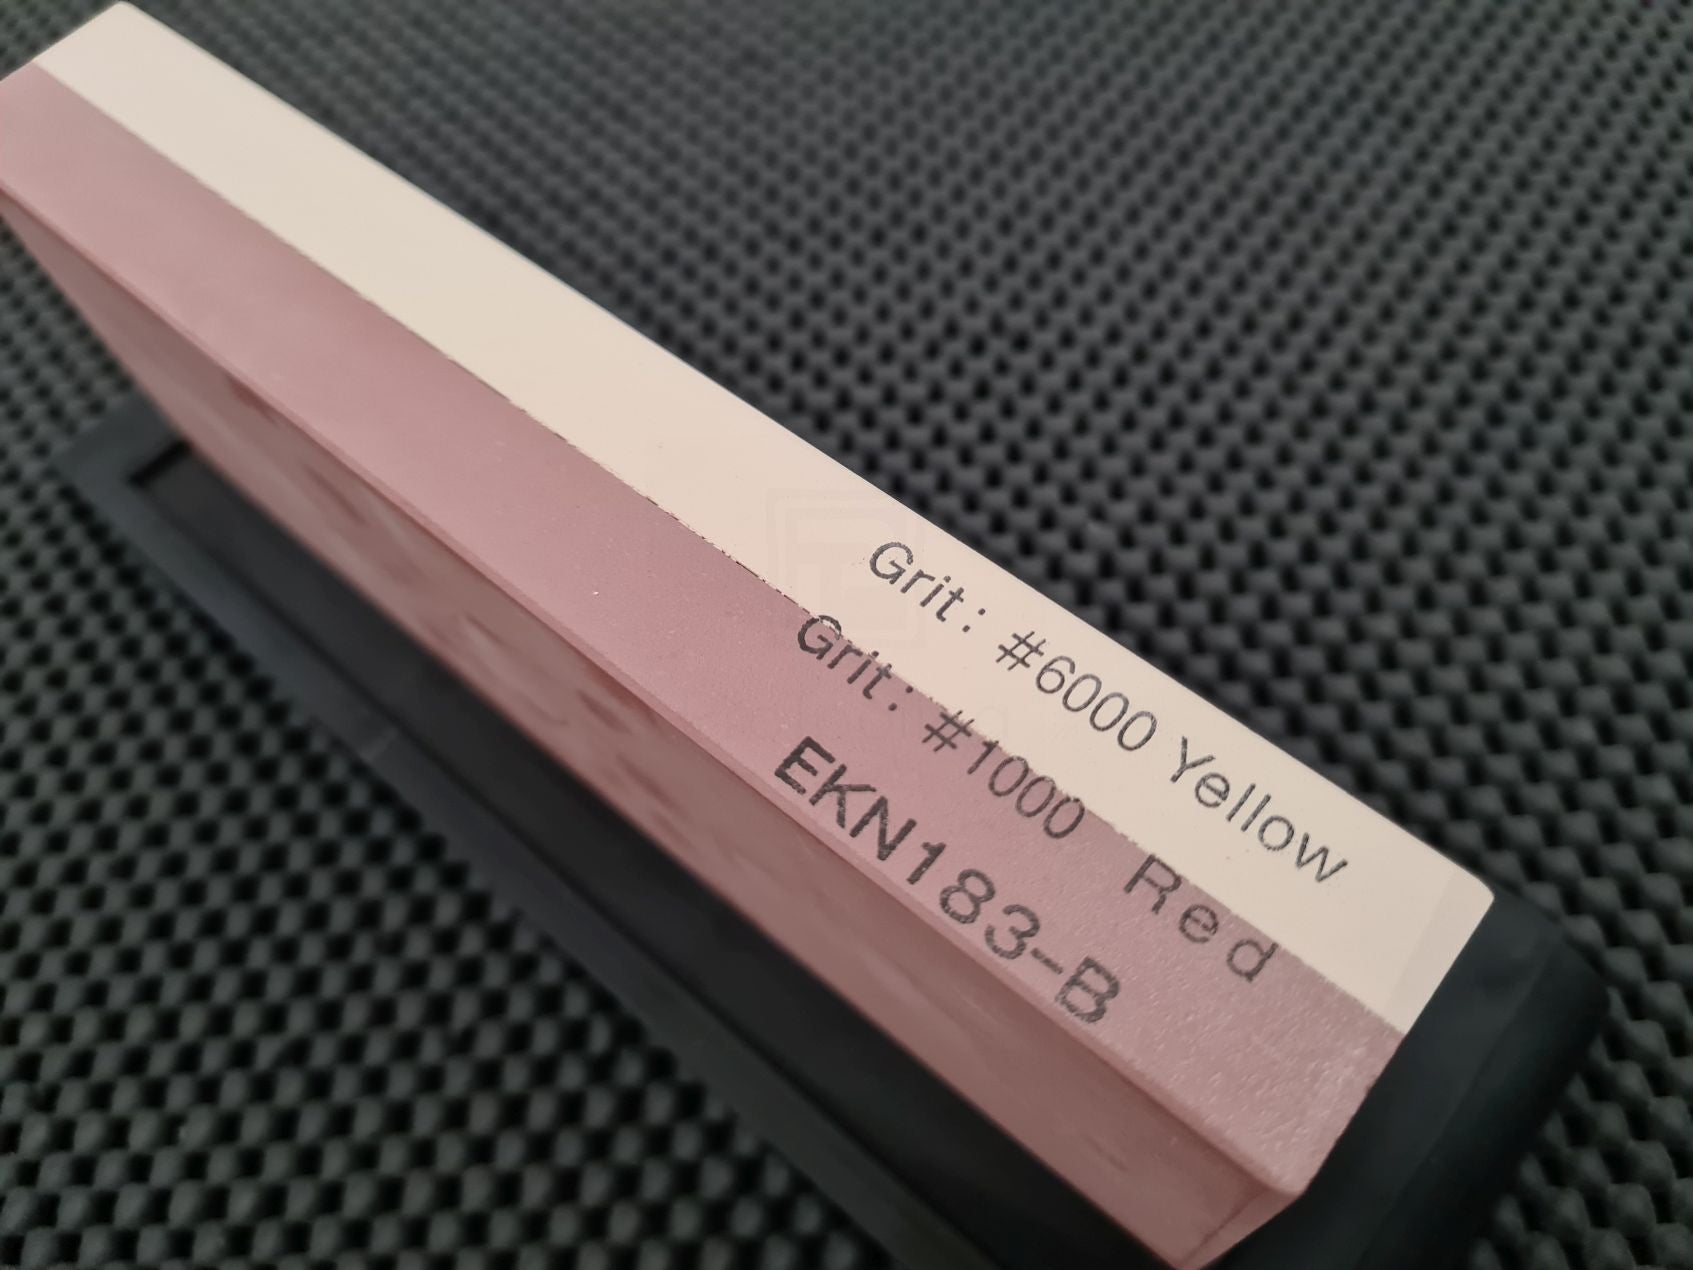 Grit: #6000 Yellow
Grit: #1000 Red
EKN183-B